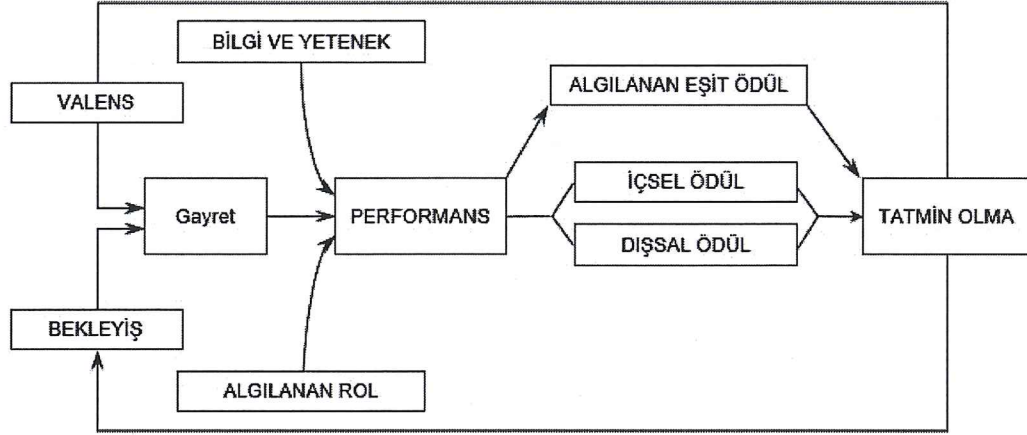 BİLGİ VE YETENEK
VALENS
ALGILANAN EŞİT ÖDÜL
İÇSEL ÖDÜL
Gayret
PERFORMANS
TATMİN OLMA
DIŞSAL ÖDÜL
BEKLEYİŞ
ALGILANAN ROL